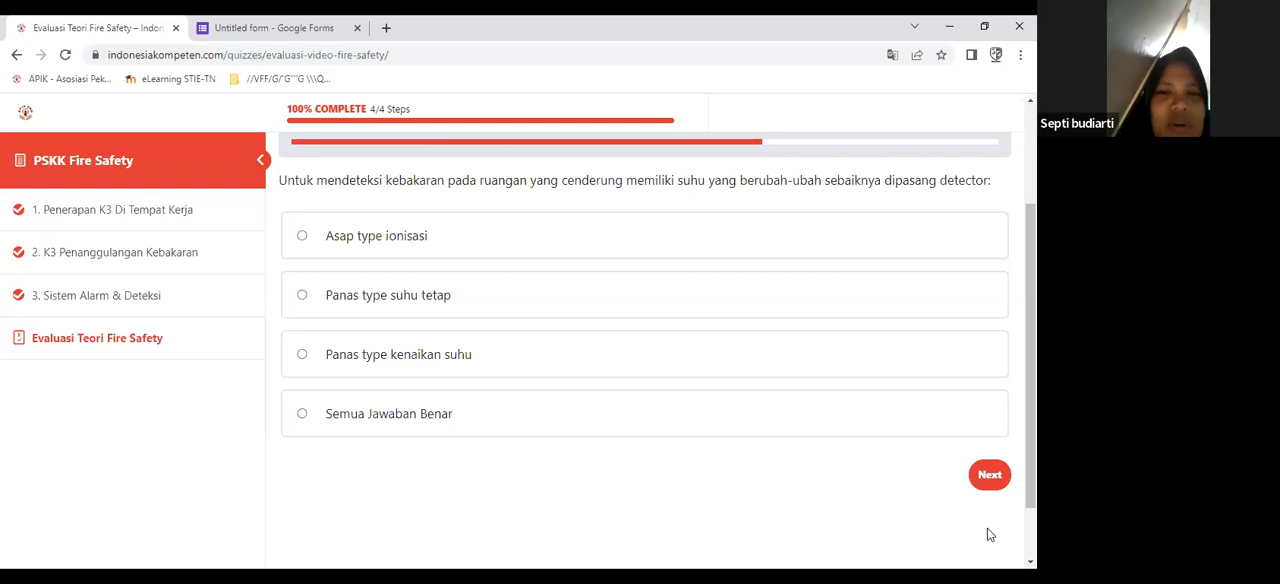 Evaluasi Teori Fire Safety – Indon
Untitled form - Google Forms
indonesiakompeten.com/quizzes/evaluasi-video-fire-safety/
APIK - Asosiasi Pek...
eLearning STIE-TN
//VFF/G/G˜˜G \\\Q...
Septi budiarti
100% COMPLETE 4/4 Steps
PSKK Fire Safety
1. Penerapan K3 Di Tempat Kerja
2. K3 Penanggulangan Kebakaran
3. Sistem Alarm & Deteksi
Evaluasi Teori Fire Safety
Untuk mendeteksi kebakaran pada ruangan yang cenderung memiliki suhu yang berubah-ubah sebaiknya dipasang detector:
Asap type ionisasi
Panas type suhu tetap
Panas type kenaikan suhu
Semua Jawaban Benar
Next